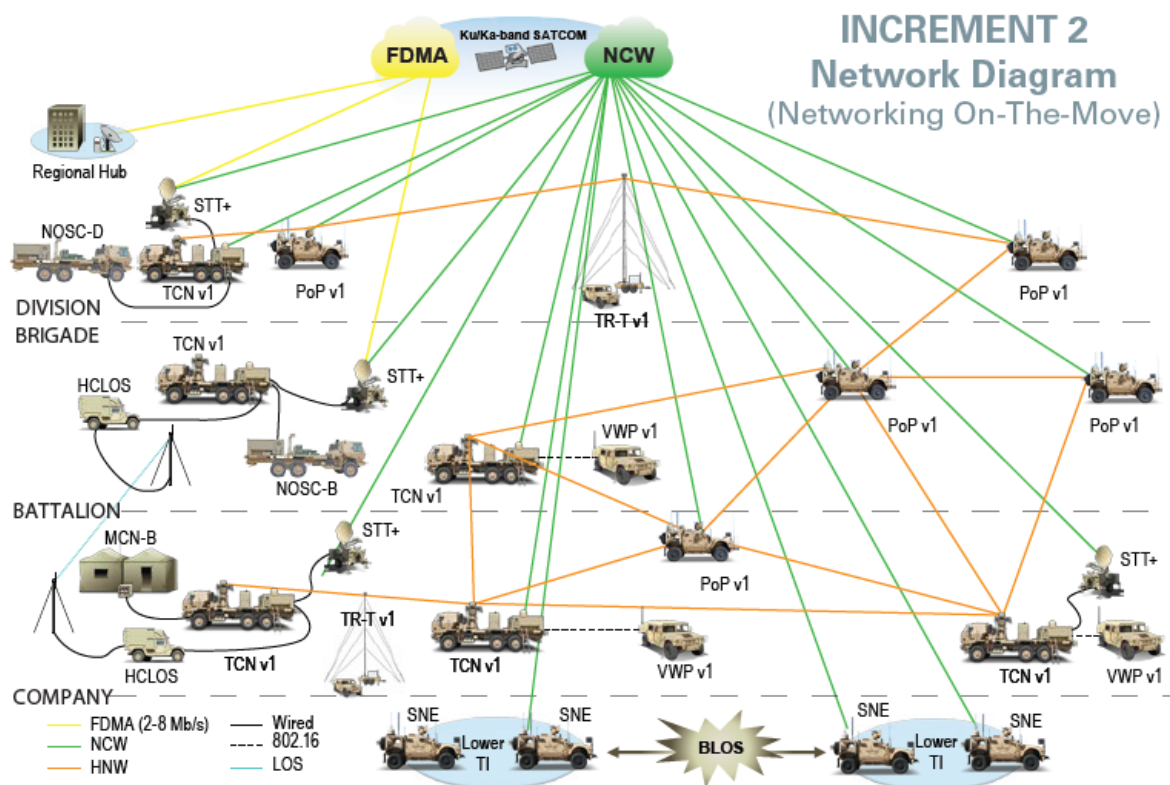 INCREMENT 2
Network Diagram
(Networking On-The-Move)
Ku/Ka-band SATCOM
FDMA
NCW
Regional Hub
STT+
NOSC-D
TCN v1
PoP v1
TR-T v1
PoP v1
DIVISION
BRIGADE
TCN v1
HCLOS
STT+
NOSC-B
PoP v1
PoP v1
VWP v1
TCN v1
BATTALION
MCN-B
STT+
PoP v1
STT+
TR-T v1
TCN v1
HCLOS
TCN v1
VWP v1
TCN v1
VWP v1
COMPANY
FDMA (2-8 Mb/s)
NCW
HNW
Wired
802.16
LOS
SNE
SNE
Lower
TI
BLOS
SNE
SNE
Lower
TI